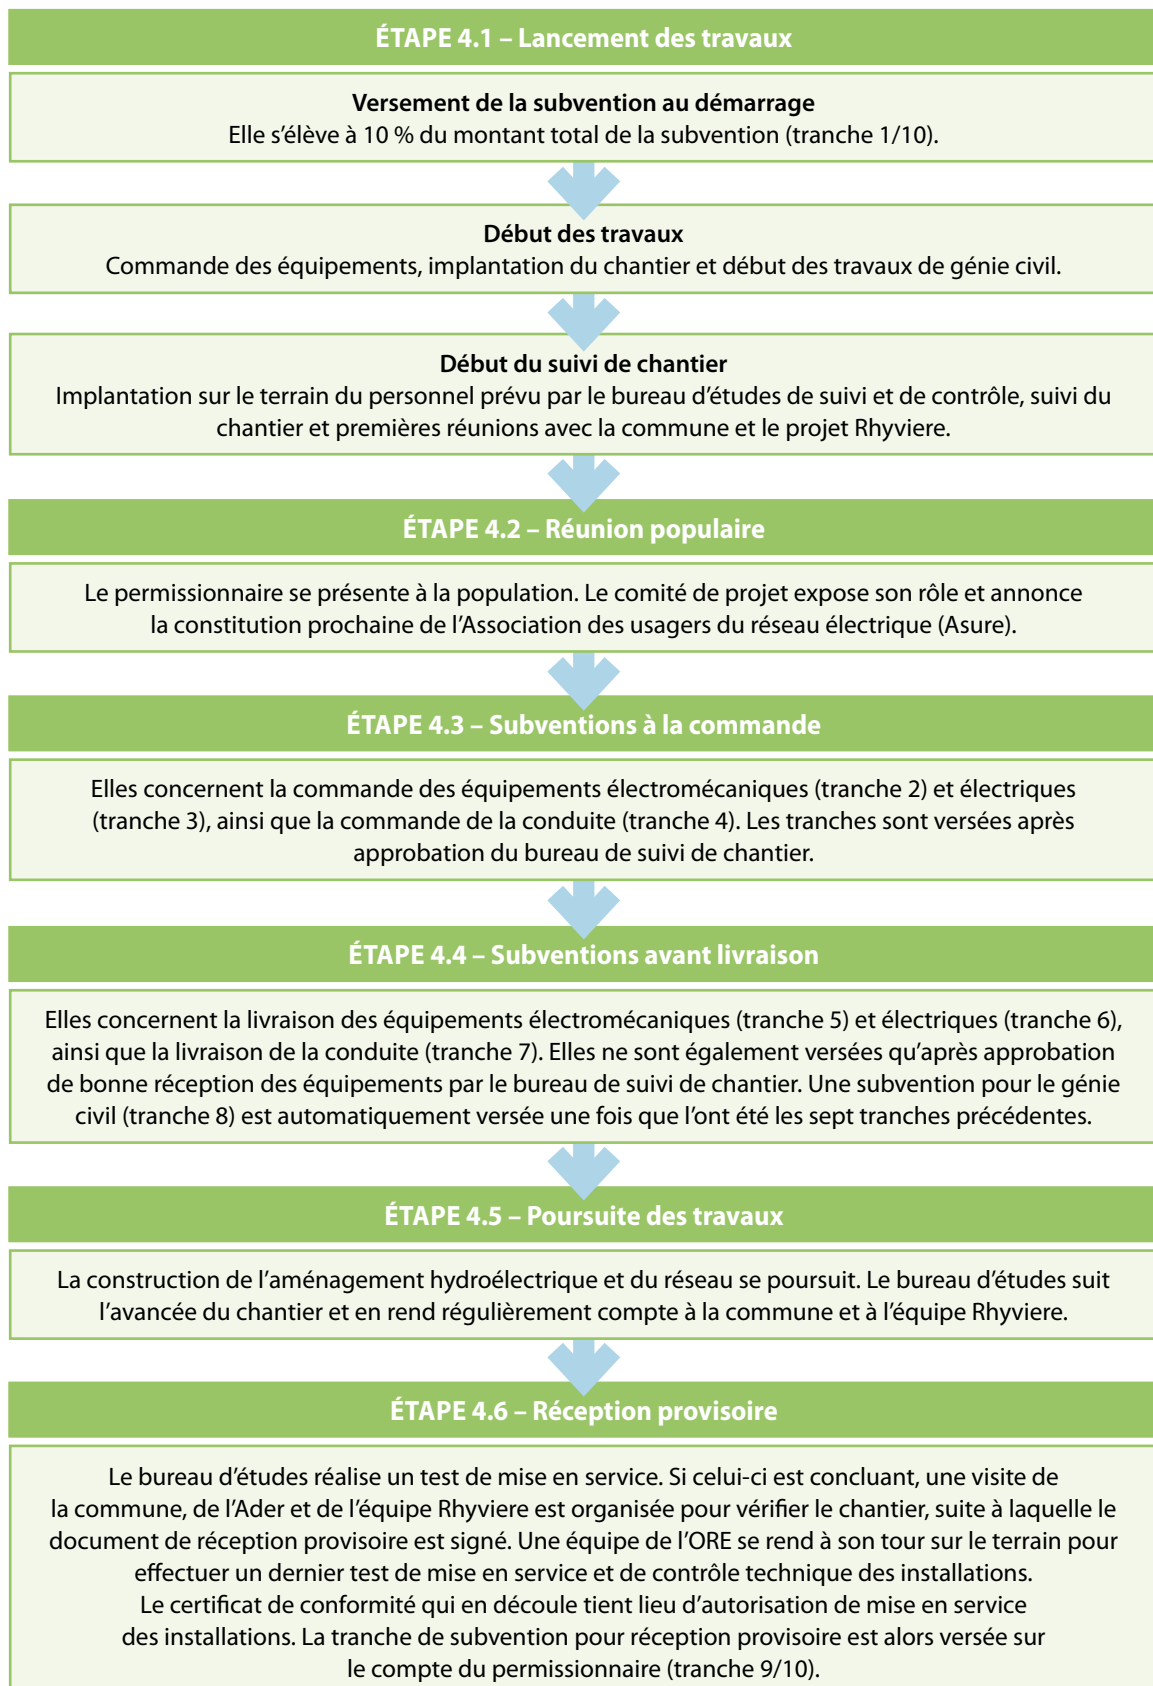 ÉTAPE 4.1 – Lancement des travaux
Versement de la subvention au démarrage
Elle s’élève à 10 % du montant total de la subvention (tranche 1/10).
Début des travaux
Commande des équipements, implantation du chantier et début des travaux de génie civil.
Début du suivi de chantier
Implantation sur le terrain du personnel prévu par le bureau d’études de suivi et de contrôle, suivi du
chantier et premières réunions avec la commune et le projet Rhyviere.
ÉTAPE 4.2 – Réunion populaire
Le permissionnaire se présente à la population. Le comité de projet expose son rôle et annonce
la constitution prochaine de l’Association des usagers du réseau électrique (Asure).
ÉTAPE 4.3 – Subventions à la commande
Elles concernent la commande des équipements électromécaniques (tranche 2) et électriques
(tranche 3), ainsi que la commande de la conduite (tranche 4). Les tranches sont versées après
approbation du bureau de suivi de chantier.
ÉTAPE 4.4 – Subventions avant livraison
Elles concernent la livraison des équipements électromécaniques (tranche 5) et électriques (tranche 6),
ainsi que la livraison de la conduite (tranche 7). Elles ne sont également versées qu’après approbation
de bonne réception des équipements par le bureau de suivi de chantier. Une subvention pour le génie
civil (tranche 8) est automatiquement versée une fois que l’ont été les sept tranches précédentes.
ÉTAPE 4.5 – Poursuite des travaux
La construction de l’aménagement hydroélectrique et du réseau se poursuit. Le bureau d’études suit
l’avancée du chantier et en rend régulièrement compte à la commune et à l’équipe Rhyviere.
ÉTAPE 4.6 – Réception provisoire
Le bureau d’études réalise un test de mise en service. Si celui-ci est concluant, une visite de
la commune, de l’Ader et de l’équipe Rhyviere est organisée pour vérifier le chantier, suite à laquelle le
document de réception provisoire est signé. Une équipe de l’ORE se rend à son tour sur le terrain pour
effectuer un dernier test de mise en service et de contrôle technique des installations.
Le certificat de conformité qui en découle tient lieu d’autorisation de mise en service
des installations. La tranche de subvention pour réception provisoire est alors versée sur
le compte du permissionnaire (tranche 9/10).